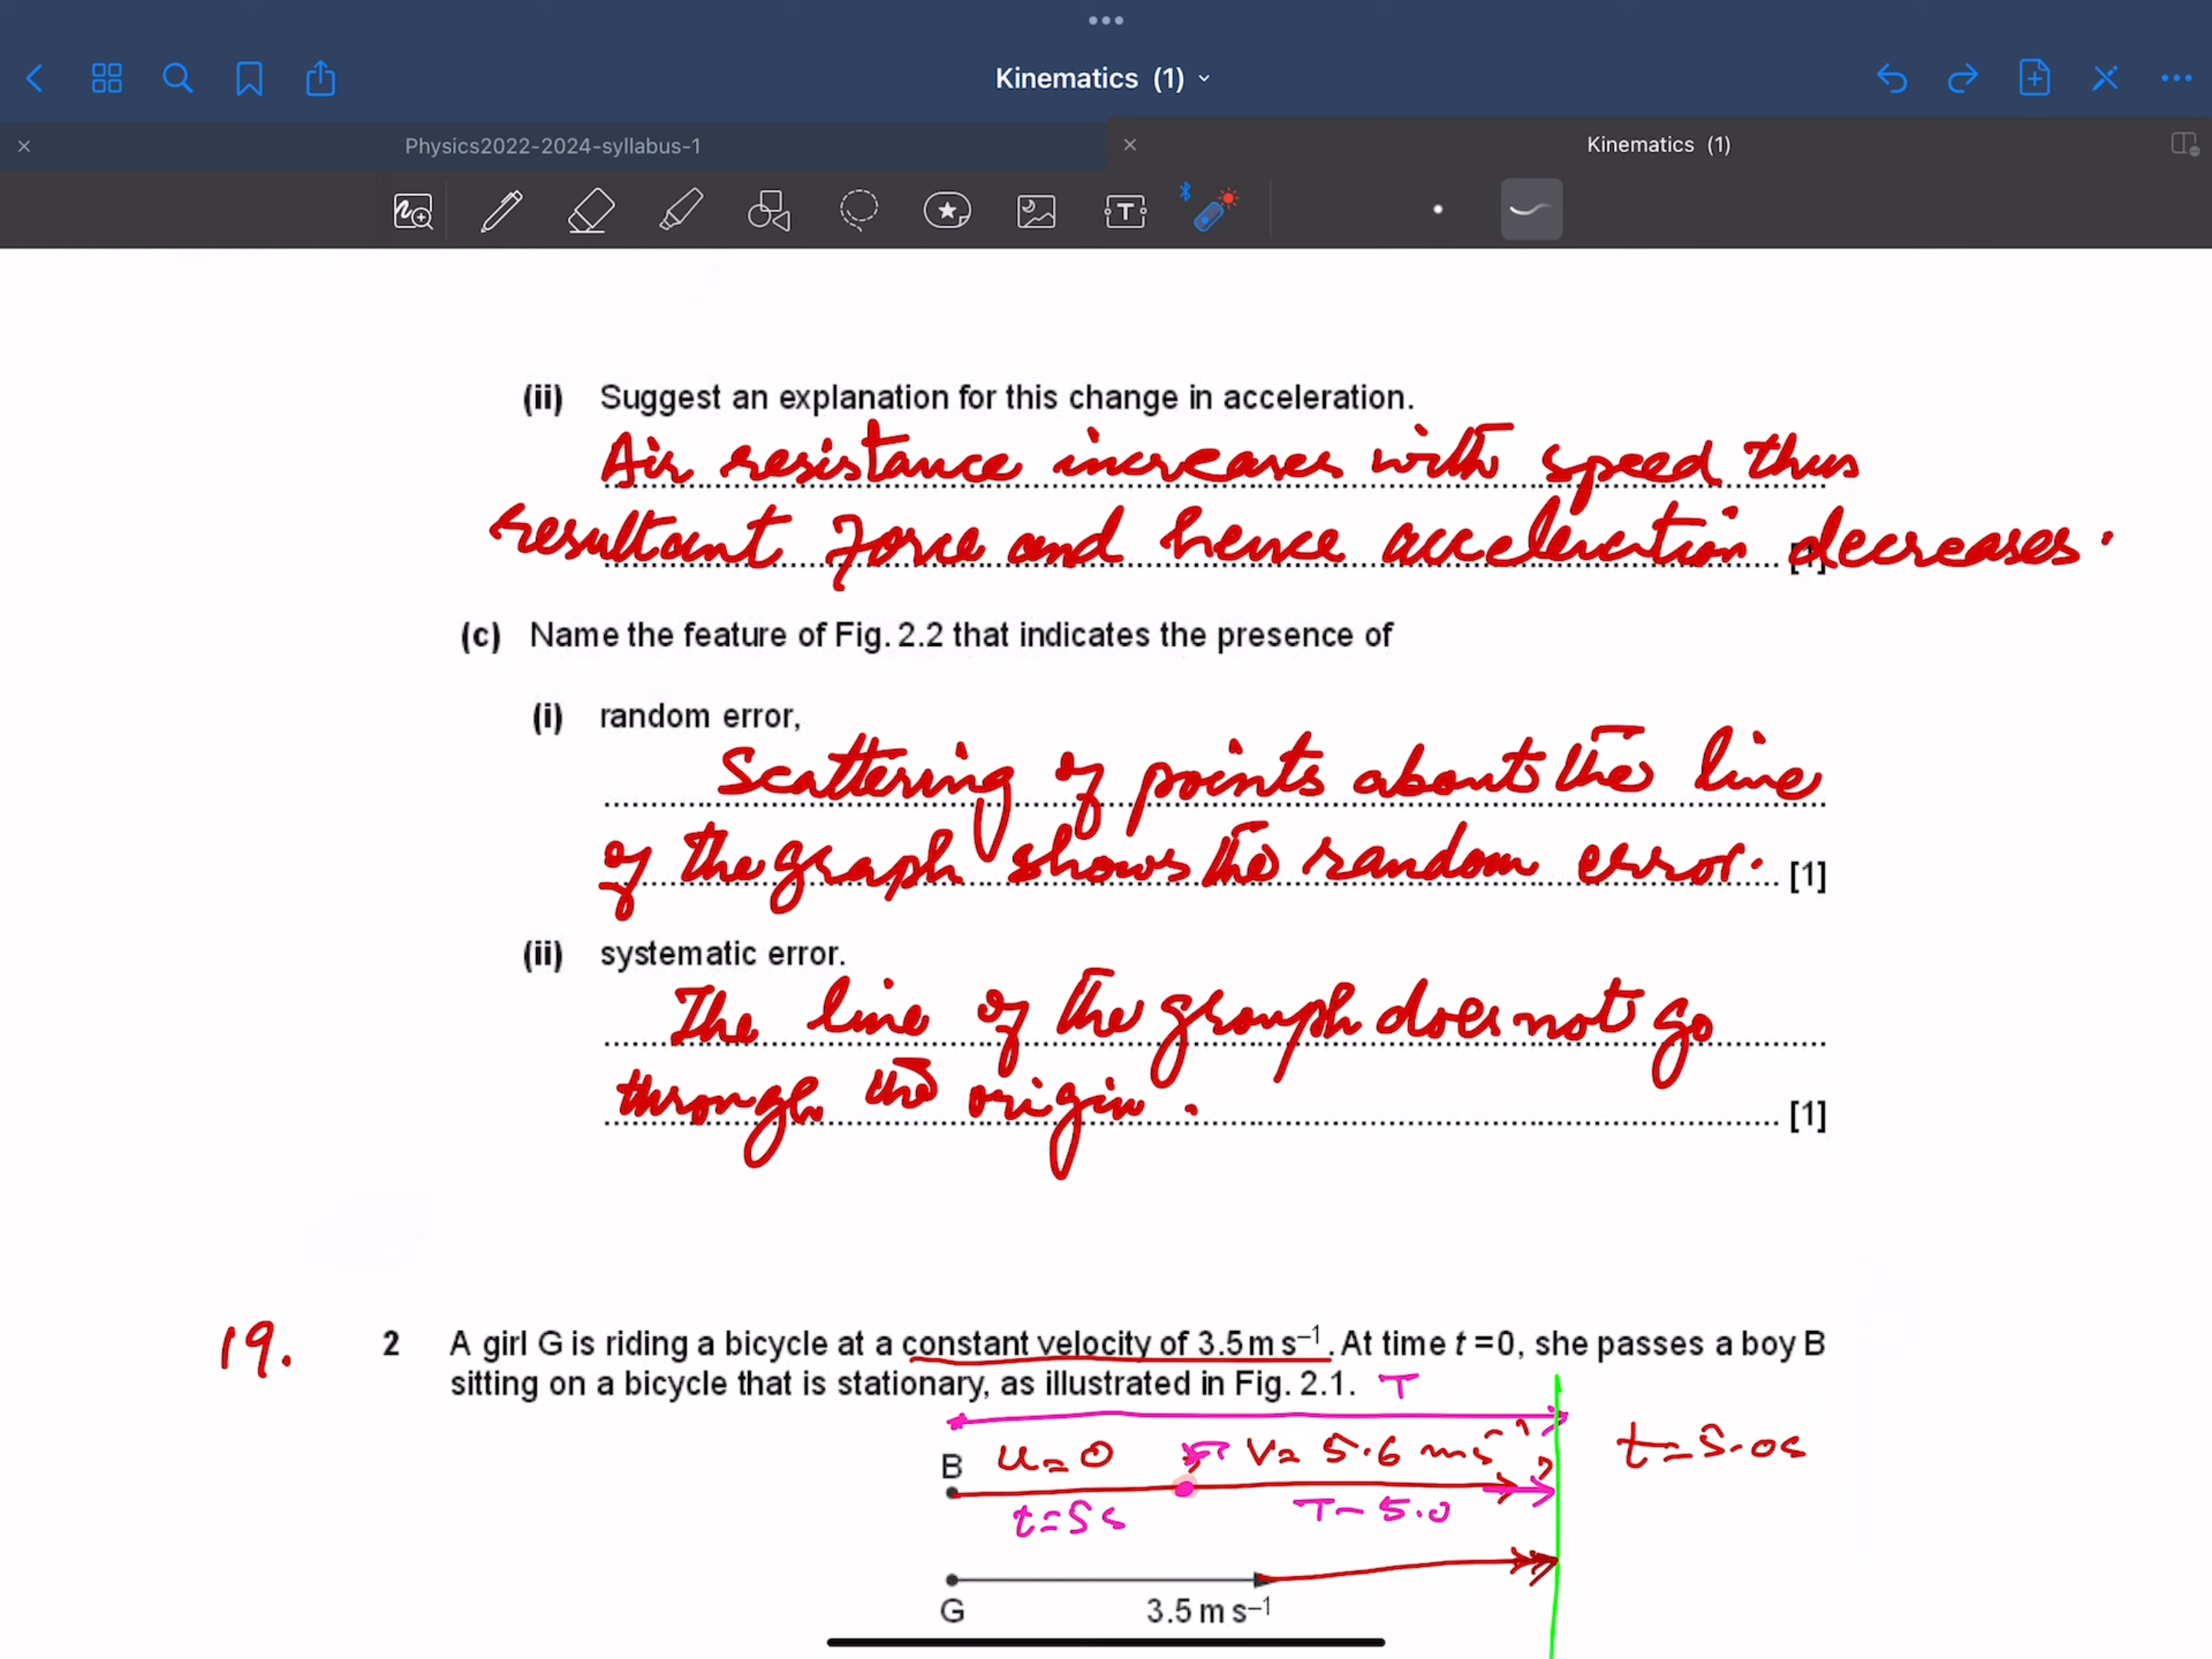 Kinematics (1)
Physics2022-2024-syllabus-1
Kinematics (1)
T
(ii) Suggest an explanation for this change in acceleration.
Air resistance increases with speed thus
resultant force and hence acceleration decreases.
(c) Name the feature of Fig. 2.2 that indicates the presence of
(i) random error,
Scattering of points about the line
of the graph shows the random error. [1]
(ii) systematic error.
The line of the graph does not go
through the origin. [1]
19. 2 A girl G is riding a bicycle at a constant velocity of 3.5 m s⁻¹. At time t = 0, she passes a boy B
sitting on a bicycle that is stationary, as illustrated in Fig. 2.1. T
B u = 0 V = 5.6 ms⁻¹ t = 5.0s
t = 5s T - 5.0
G 3.5 m s⁻¹